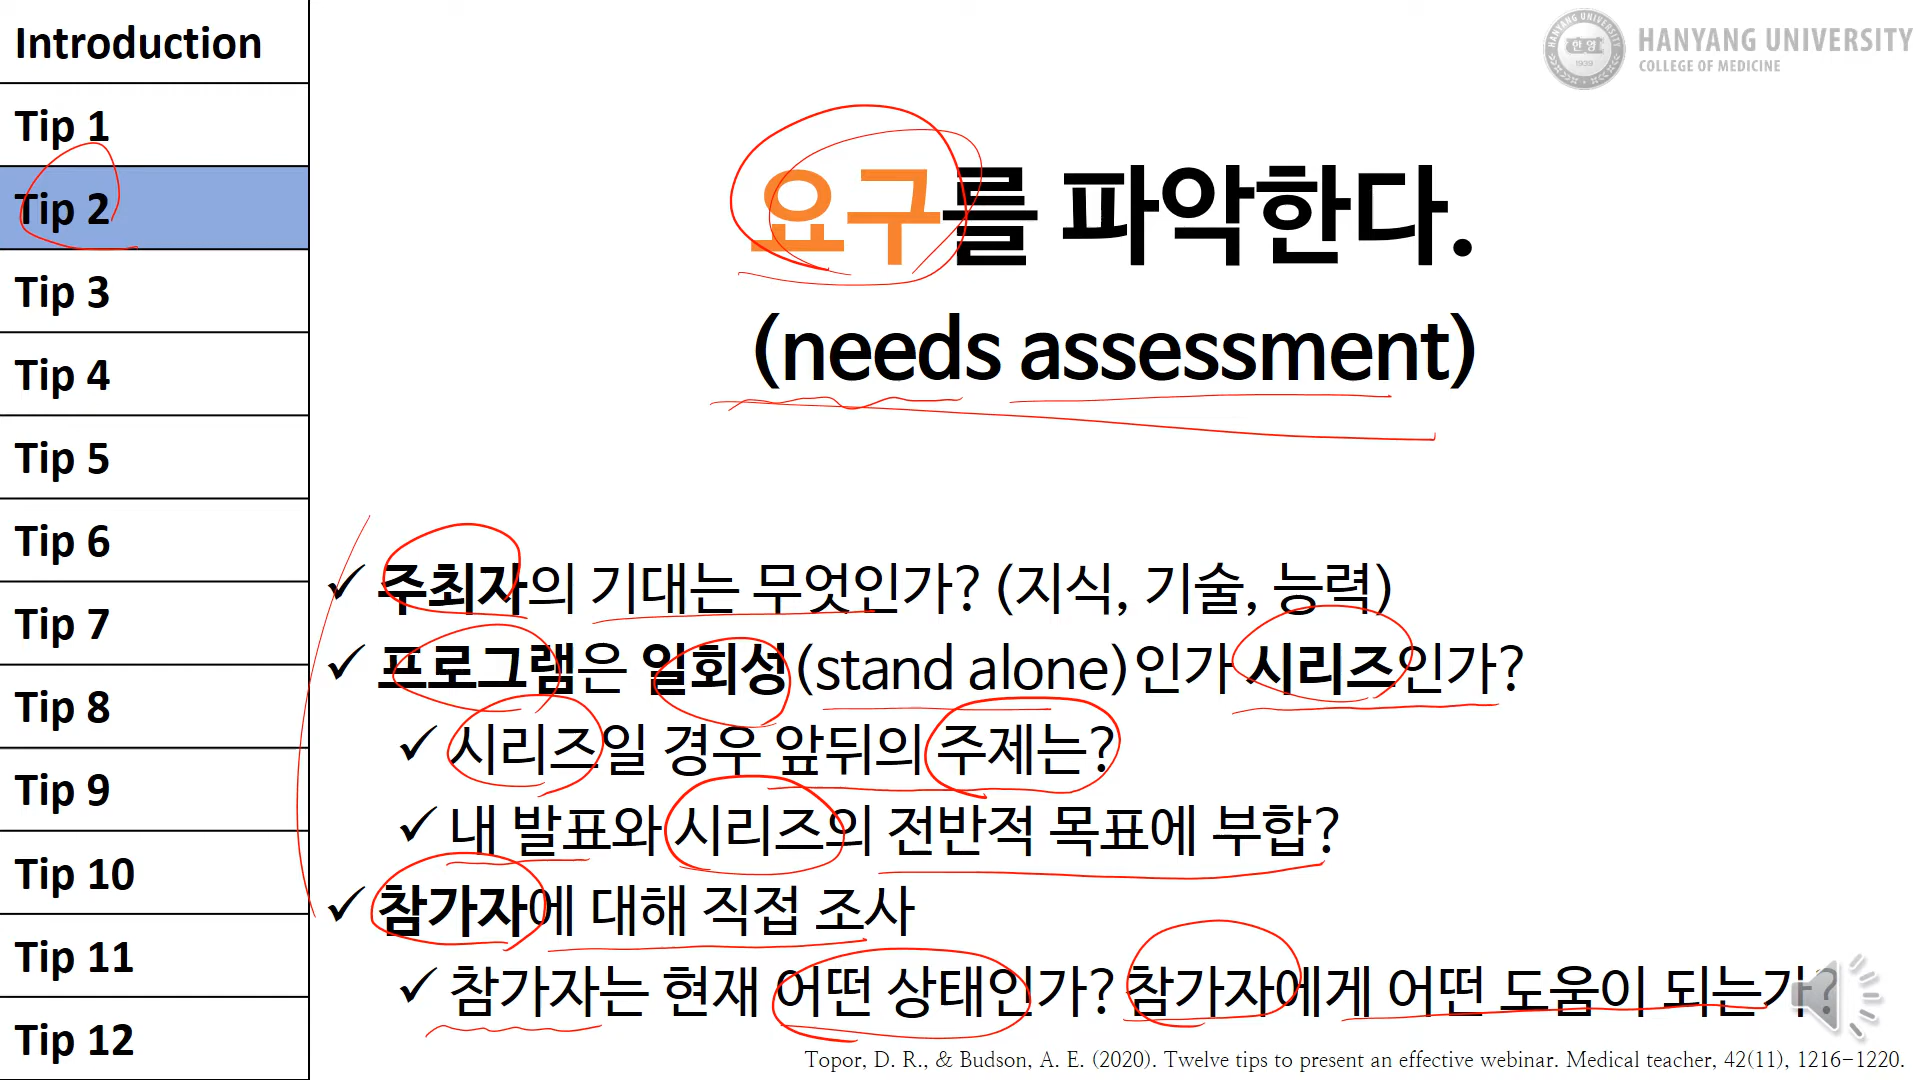 Introduction
Tip 1
Tip 2
Tip 3
Tip 4
Tip 5
Tip 6
Tip 7
Tip 8
Tip 9
Tip 10
Tip 11
Tip 12
HANYANG UNIVERSITY
COLLEGE OF MEDICINE
HANYANG UNIVERSITY
한영
1939
요구를 파악한다.
(needs assessment)
✓ 주최자의 기대는 무엇인가? (지식, 기술, 능력)
✓ 프로그램은 일회성(stand alone)인가 시리즈인가?
✓ 시리즈일 경우 앞뒤의 주제는?
✓ 내 발표와 시리즈의 전반적 목표에 부합?
✓ 참가자에 대해 직접 조사
✓ 참가자는 현재 어떤 상태인가? 참가자에게 어떤 도움이 되는가?
Topor, D. R., & Budson, A. E. (2020). Twelve tips to present an effective webinar. Medical teacher, 42(11), 1216-1220.